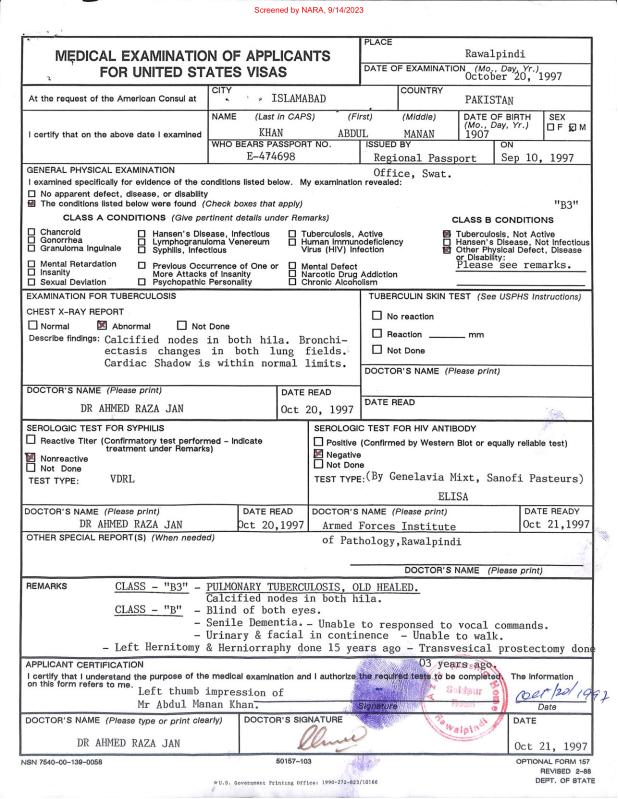 Screened by NARA, 9/14/2023
MEDICAL EXAMINATION OF APPLICANTS
FOR UNITED STATES VISAS
PLACE
Rawalpindi
DATE OF EXAMINATION (Mo., Day, Yr.)
October 20, 1997
At the request of the American Consul at
CITY
ISLAMABAD
COUNTRY
PAKISTAN
I certify that on the above date I examined
NAME (Last in CAPS) (First) (Middle)
KHAN ABDUL MANAN
DATE OF BIRTH
(Mo., Day, Yr.)
1907
SEX
F M
WHO BEARS PASSPORT NO.
E-474698
ISSUED BY
Regional Passport
Office, Swat.
ON
Sep 10, 1997
GENERAL PHYSICAL EXAMINATION
I examined specifically for evidence of the conditions listed below. My examination revealed:
No apparent defect, disease, or disability
The conditions listed below were found (Check boxes that apply)
"B3"
CLASS A CONDITIONS (Give pertinent details under Remarks)
CLASS B CONDITIONS
Chancroid
Gonorrhea
Granuloma Inguinale
Hansen's Disease, Infectious
Lymphogranuloma Venereum
Syphilis, Infectious
Tuberculosis, Active
Human Immunodeficiency
Virus (HIV) Infection
Tuberculosis, Not Active
Hansen's Disease, Not Infectious
Other Physical Defect, Disease
or Disability:
Please see remarks.
Mental Retardation
Insanity
Sexual Deviation
Previous Occurrence of One or
More Attacks of Insanity
Psychopathic Personality
Mental Defect
Narcotic Drug Addiction
Chronic Alcoholism
EXAMINATION FOR TUBERCULOSIS
CHEST X-RAY REPORT
Normal Abnormal Not Done
Describe findings: Calcified nodes in both hila. Bronchi-
ectasis changes in both lung fields.
Cardiac Shadow is within normal limits.
TUBERCULIN SKIN TEST (See USPHS Instructions)
No reaction
Reaction mm
Not Done
DOCTOR'S NAME (Please print)
DOCTOR'S NAME (Please print)
DR AHMED RAZA JAN
DATE READ
Oct 20, 1997
DATE READ
SEROLOGIC TEST FOR SYPHILIS
Reactive Titer (Confirmatory test performed - Indicate
treatment under Remarks)
Nonreactive
Not Done
TEST TYPE: VDRL
SEROLOGIC TEST FOR HIV ANTIBODY
Positive (Confirmed by Western Blot or equally reliable test)
Negative
Not Done
TEST TYPE:(By Genelavia Mixt, Sanofi Pasteurs)
ELISA
DOCTOR'S NAME (Please print)
DR AHMED RAZA JAN
DATE READ
Oct 20,1997
DOCTOR'S NAME (Please print)
Armed Forces Institute
of Pathology,Rawalpindi
DATE READY
Oct 21,1997
OTHER SPECIAL REPORT(S) (When needed)
DOCTOR'S NAME (Please print)
REMARKS
CLASS - "B3" - PULMONARY TUBERCULOSIS, OLD HEALED.
Calcified nodes in both hila.
CLASS - "B" - Blind of both eyes.
- Senile Dementia. - Unable to responsed to vocal commands.
- Urinary & facial in continence - Unable to walk.
- Left Hernitomy & Herniorraphy done 15 years ago - Transvesical prostectomy done
03 years ago.
APPLICANT CERTIFICATION
I certify that I understand the purpose of the medical examination and I authorize the required tests to be completed. The information
on this form refers to me.
Left thumb impression of
Mr Abdul Manan Khan.
Signature
Rawalpindi
Oct/20/1997
Date
DOCTOR'S NAME (Please type or print clearly)
DR AHMED RAZA JAN
DOCTOR'S SIGNATURE
DATE
Oct 21, 1997
NSN 7540-00-139-0058
50157-103
OPTIONAL FORM 157
REVISED 2-88
DEPT. OF STATE
U.S. Government Printing Office: 1990-272-823/10166